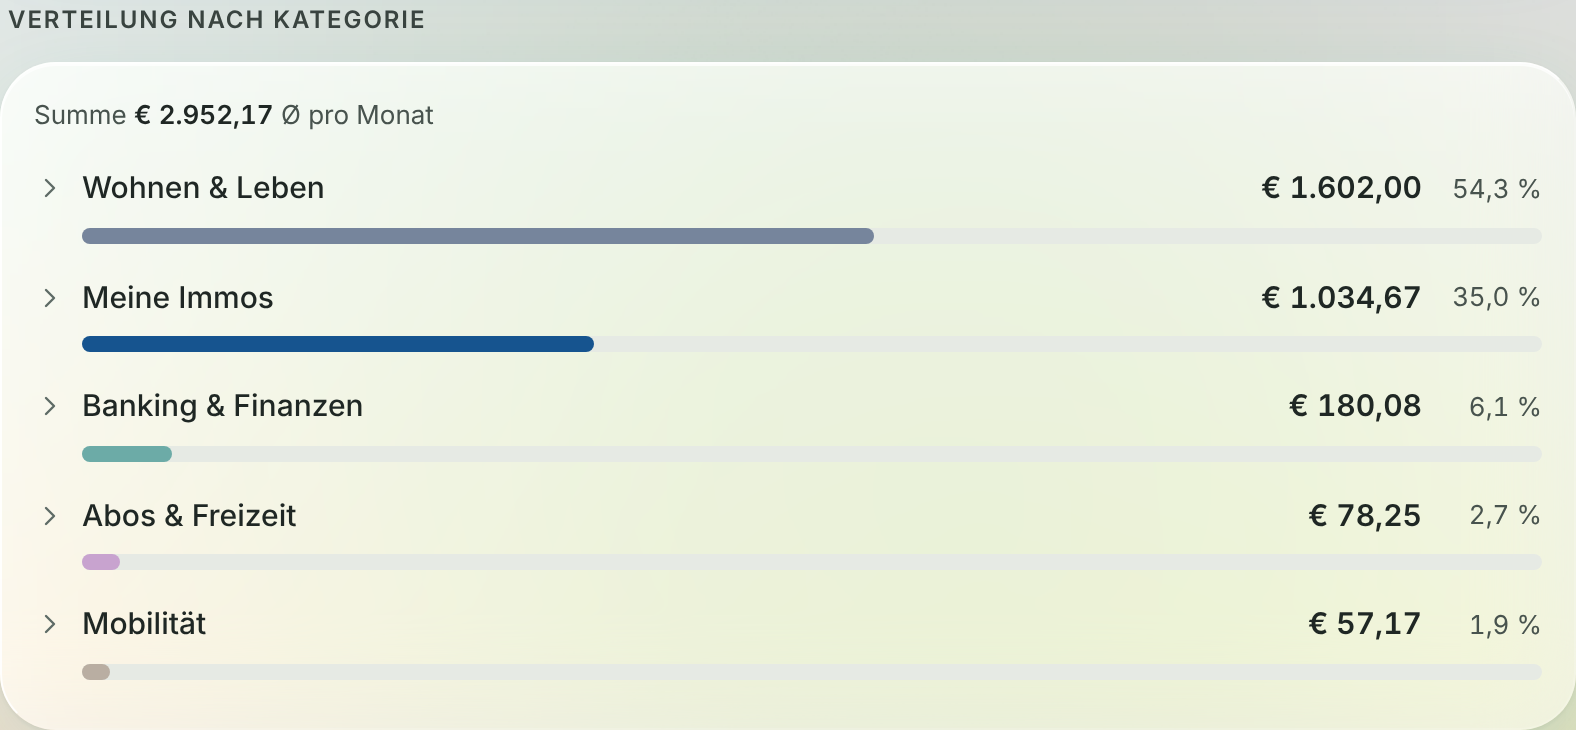 VERTEILUNG NACH KATEGORIE
Summe € 2.952,17 Ø pro Monat
Wohnen & Leben € 1.602,00 54,3 %
Meine Immos € 1.034,67 35,0 %
Banking & Finanzen € 180,08 6,1 %
Abos & Freizeit € 78,25 2,7 %
Mobilität € 57,17 1,9 %